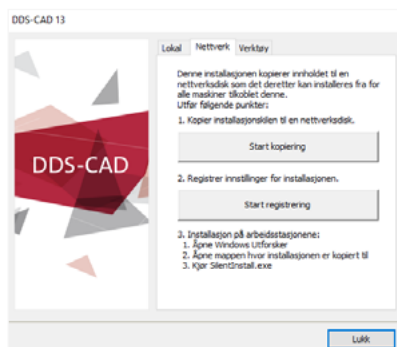 DDS-CAD 13
Lokal Nettverk Verktøy
Denne installasjonen kopierer innholdet til en
nettverksdisk som det deretter kan installeres fra for
alle maskiner tilkoblet denne.
Utfør følgende punkter:
1. Kopier installasjonskilen til en nettverksdisk.
Start kopiering
DDS-CAD
2. Registrer innstillinger for installasjonen.
Start registrering
3. Installasjon på arbeidsstasjonene:
1. Åpne Windows Utforsker
2. Åpne mappen hvor installasjonen er kopiert til
3. Kjør SilentInstall.exe
Lukk